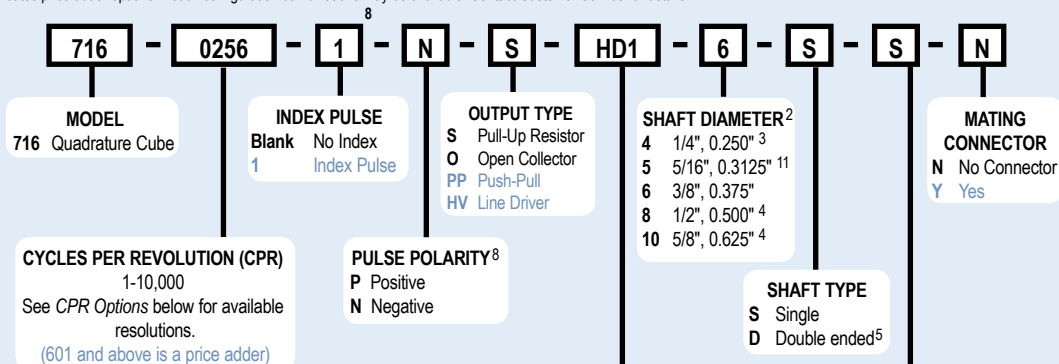 8
716 - 0256 - 1 - N - S - HD1 - 6 - S - S - N
MODEL
716 Quadrature Cube
INDEX PULSE
Blank No Index
1 Index Pulse
OUTPUT TYPE
S Pull-Up Resistor
O Open Collector
PP Push-Pull
HV Line Driver
SHAFT DIAMETER 2
4 1/4", 0.250" 3
5 5/16", 0.3125" 11
6 3/8", 0.375"
8 1/2", 0.500" 4
10 5/8", 0.625" 4
MATING
CONNECTOR
N No Connector
Y Yes
CYCLES PER REVOLUTION (CPR)
1-10,000
See CPR Options below for available
resolutions.
(601 and above is a price adder)
PULSE POLARITY 8
P Positive
N Negative
SHAFT TYPE
S Single
D Double ended 5